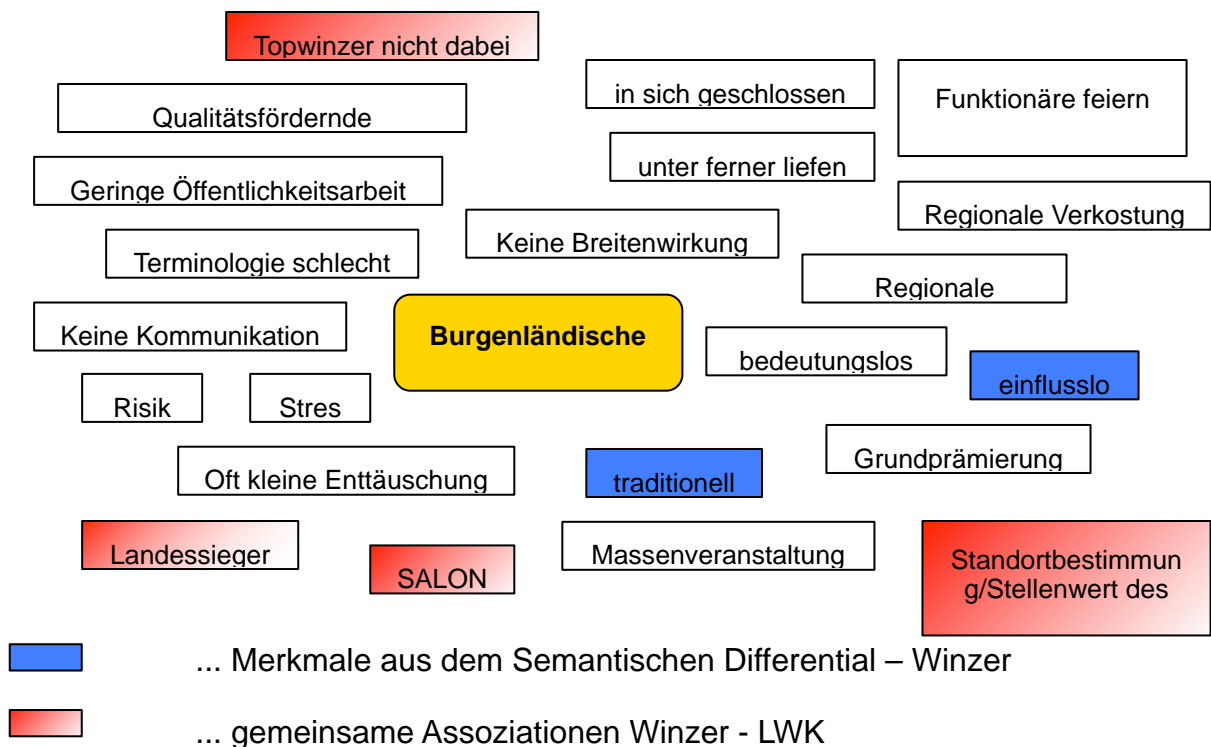 Topwinzer nicht dabei
in sich geschlossen
Funktionäre feiern
Qualitätsfördernde
unter ferner liefen
Geringe Öffentlichkeitsarbeit
Regionale Verkostung
Keine Breitenwirkung
Terminologie schlecht
Regionale
Keine Kommunikation
Burgenländische
bedeutungslos
einflusslo
Risik
Stres
Oft kleine Enttäuschung
traditionell
Grundprämierung
Landessieger
SALON
Massenveranstaltung
Standortbestimmun
g/Stellenwert des
... Merkmale aus dem Semantischen Differential – Winzer
... gemeinsame Assoziationen Winzer - LWK